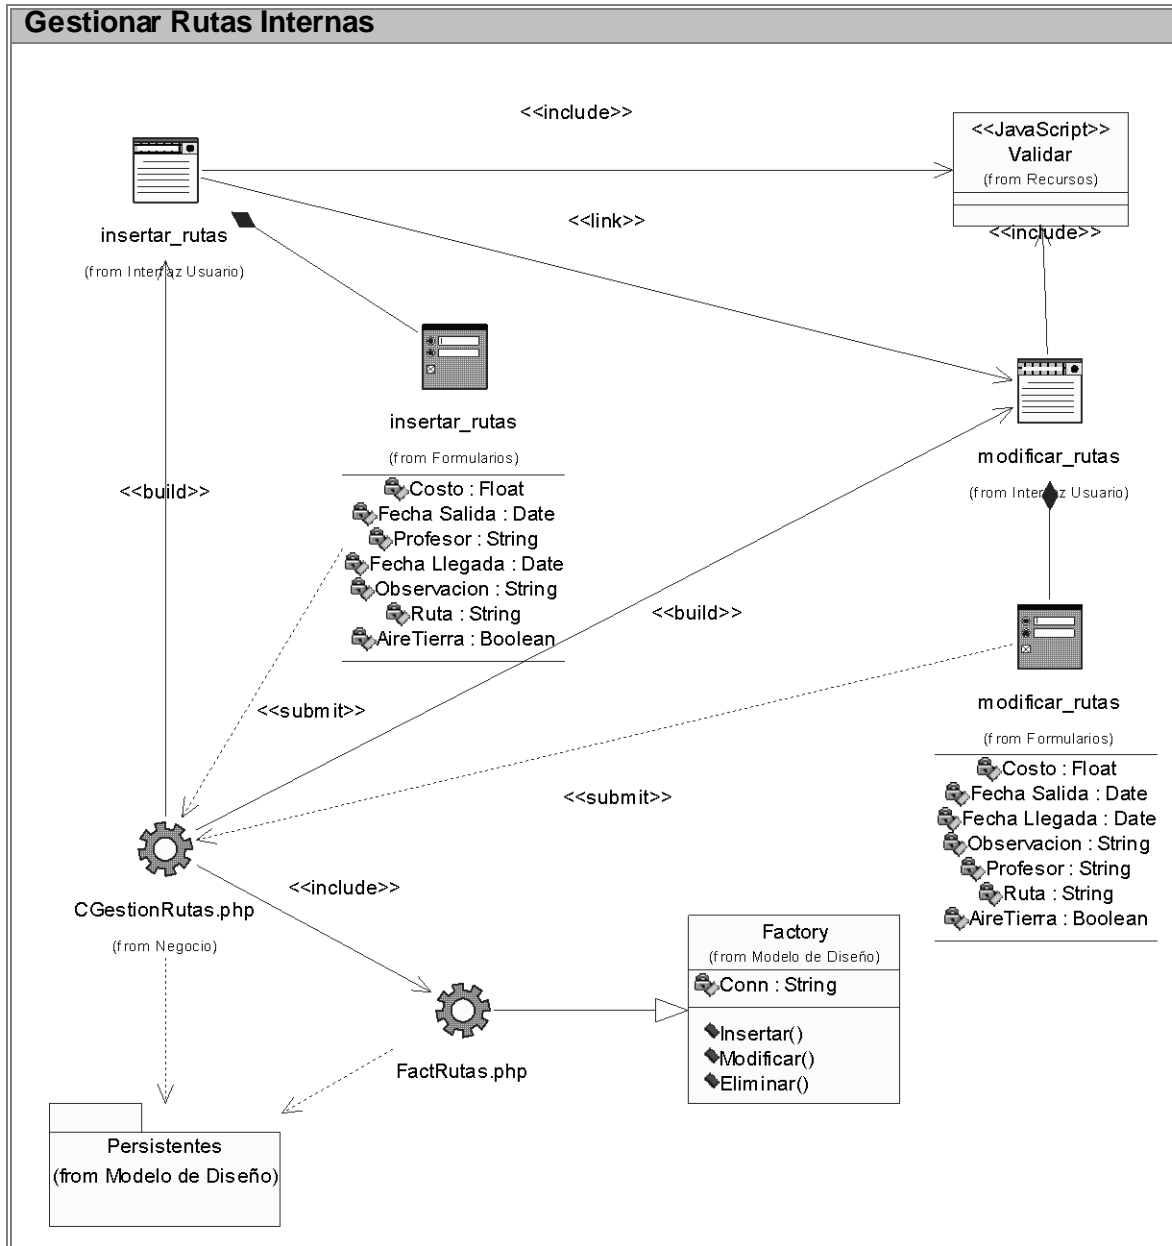 Gestionar Rutas Internas
<<include>>
<<JavaScript>>
Validar
(from Recursos)
<<link>>
<<include>>
insertar_rutas
(from Interfaz Usuario)
insertar_rutas
(from Formularios)
Costo : Float
Fecha Salida : Date
Profesor : String
Fecha Llegada : Date
Observacion : String
Ruta : String
AireTierra : Boolean
modificar_rutas
(from Interfaz Usuario)
<<build>>
<<build>>
<<submit>>
modificar_rutas
(from Formularios)
Costo : Float
Fecha Salida : Date
Fecha Llegada : Date
Observacion : String
Profesor : String
Ruta : String
AireTierra : Boolean
<<submit>>
CGestionRutas.php
(from Negocio)
<<include>>
FactRutas.php
Factory
(from Modelo de Diseño)
Conn : String
Insertar()
Modificar()
Eliminar()
Persistentes
(from Modelo de Diseño)